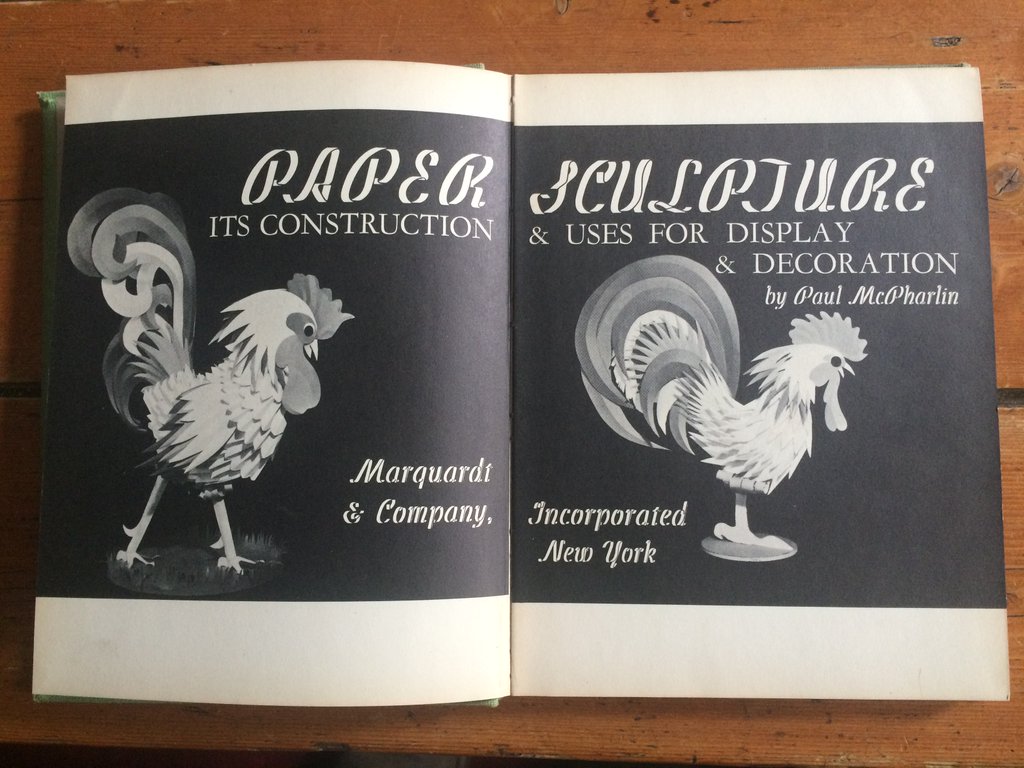 PAPER SCULPTURE
ITS CONSTRUCTION & USES FOR DISPLAY
& DECORATION
by Paul McPharlin
Marquardt
& Company, Incorporated
New York